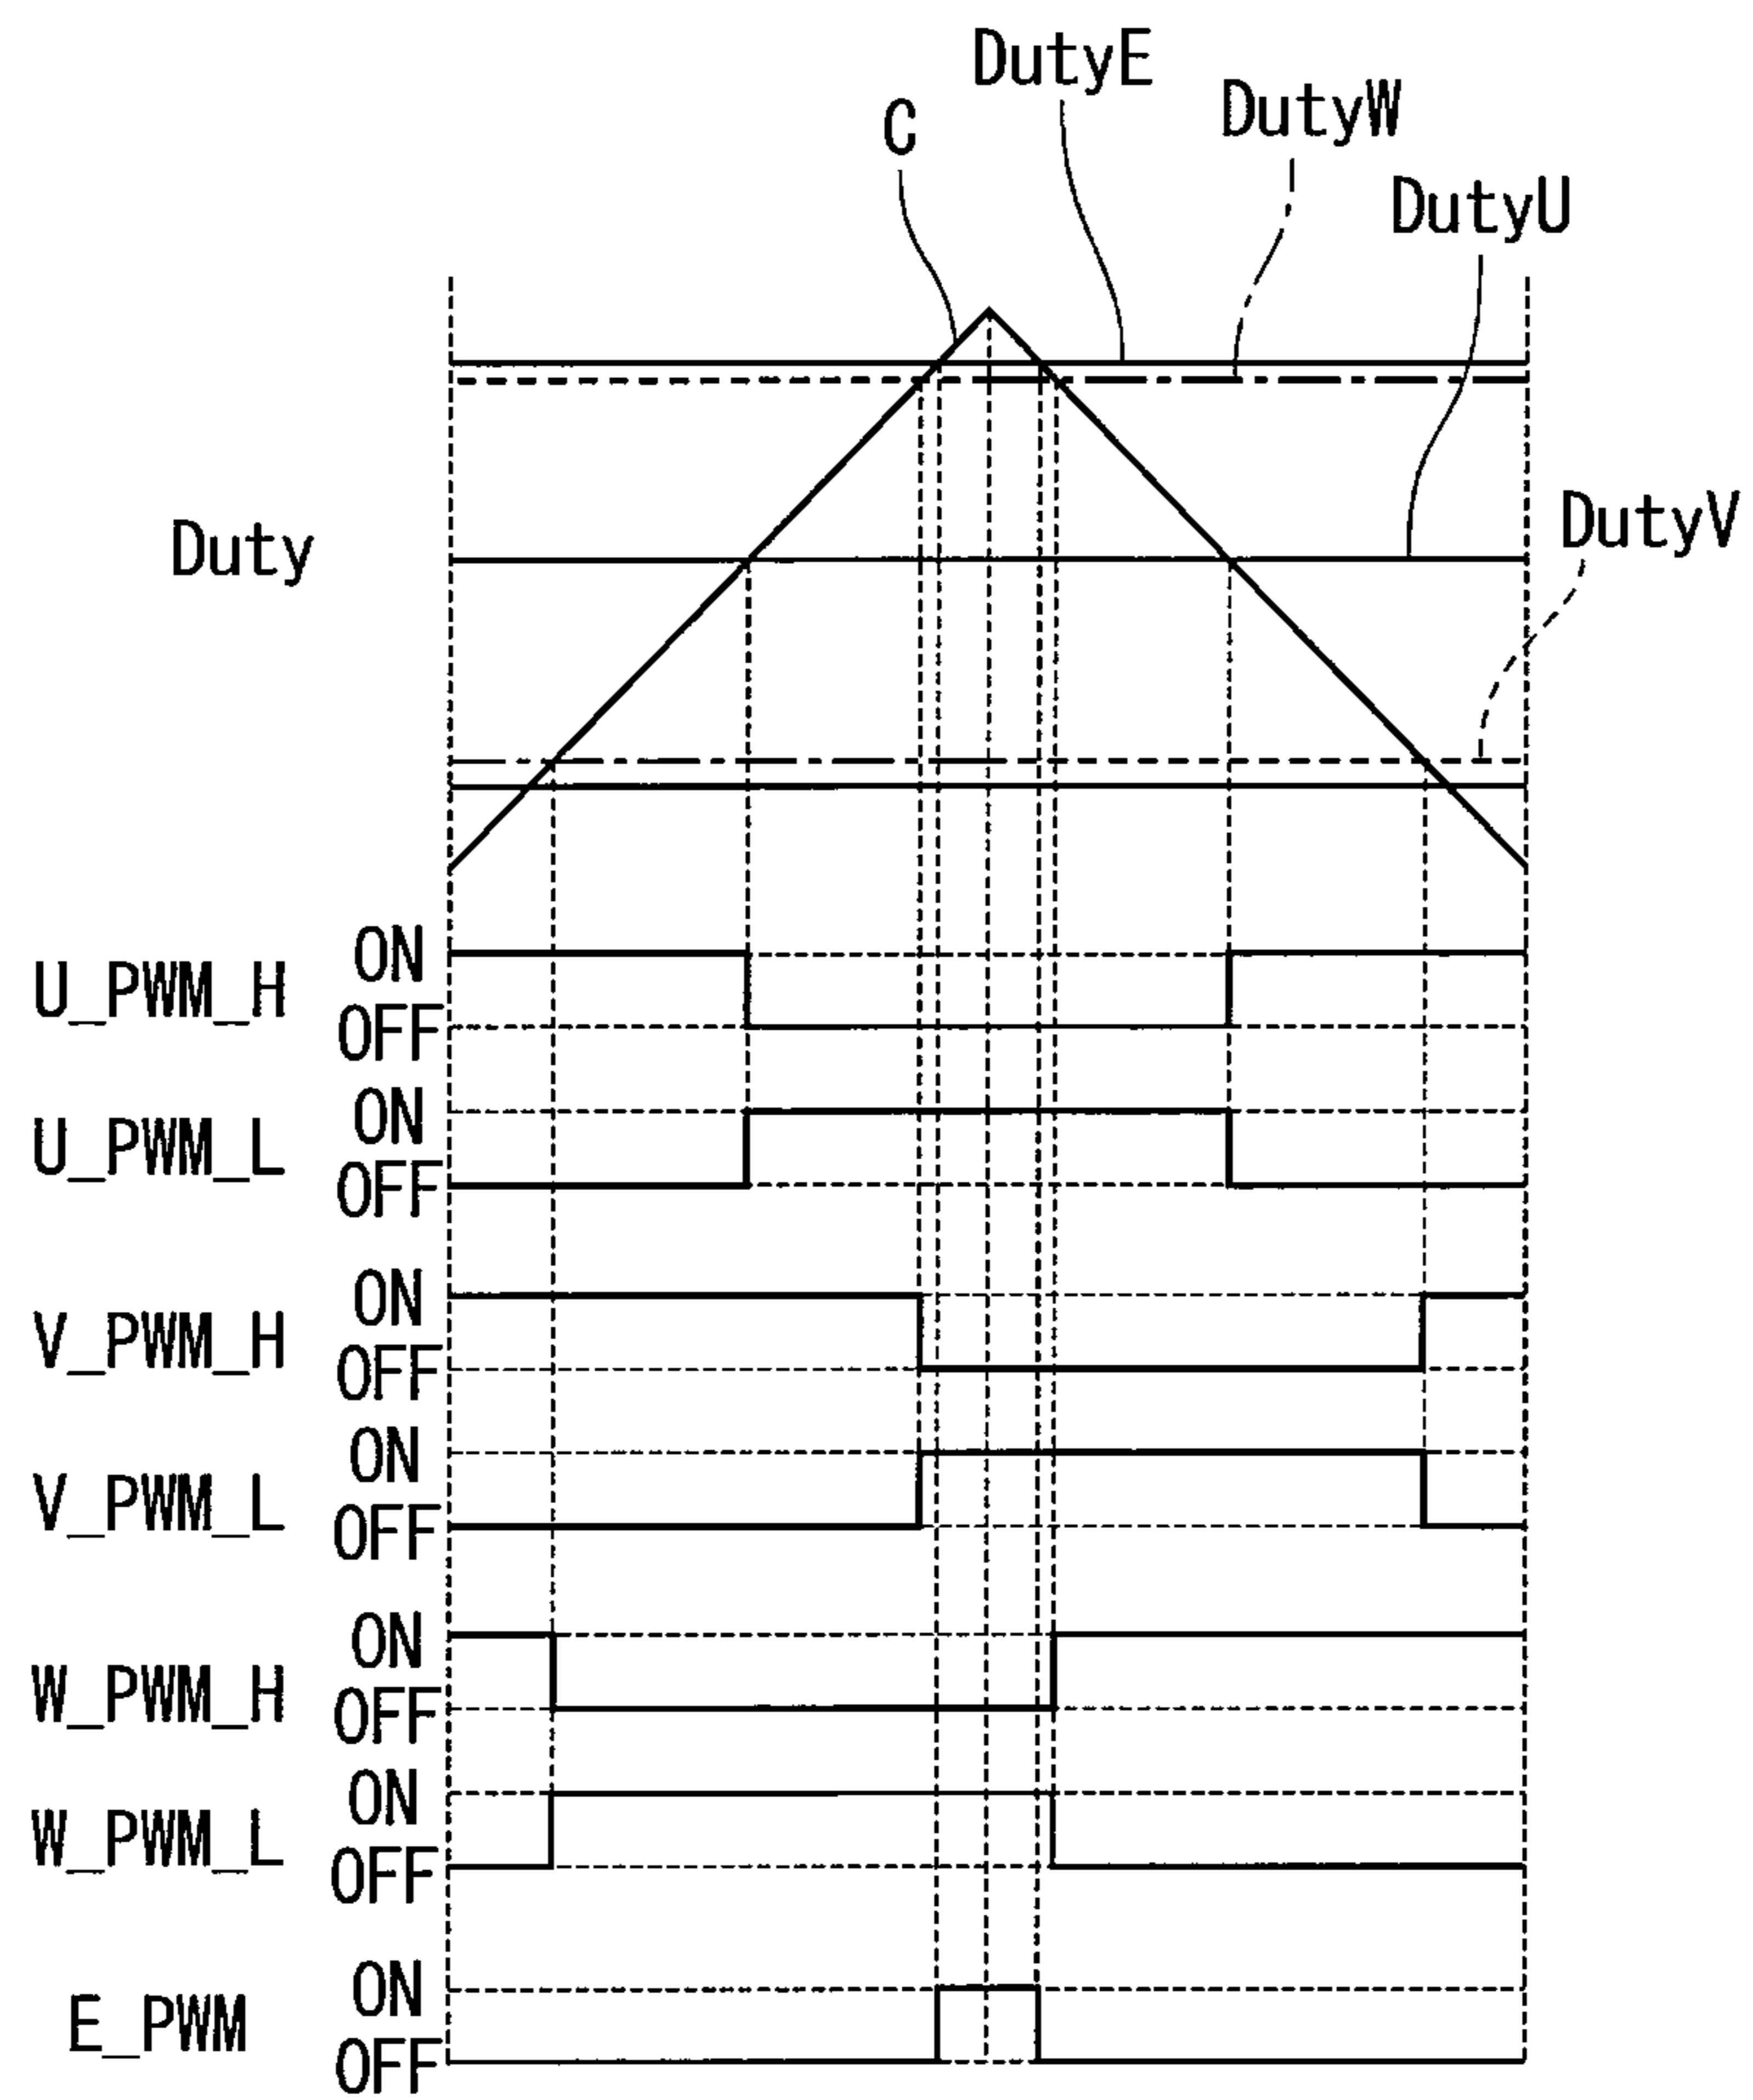 DutyE
C
DutyW
DutyU
DutyV
Duty
U_PWM_H
ON
OFF
U_PWM_L
ON
OFF
V_PWM_H
ON
OFF
V_PWM_L
ON
OFF
W_PWM_H
ON
OFF
W_PWM_L
ON
OFF
E_PWM
ON
OFF